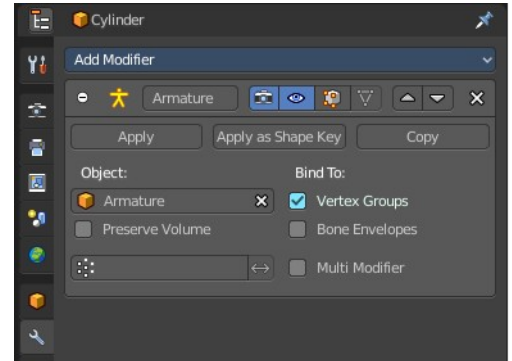 Cylinder
Add Modifier
Armature
Apply Apply as Shape Key Copy
Object: Bind To:
Armature Vertex Groups
Preserve Volume Bone Envelopes
Multi Modifier